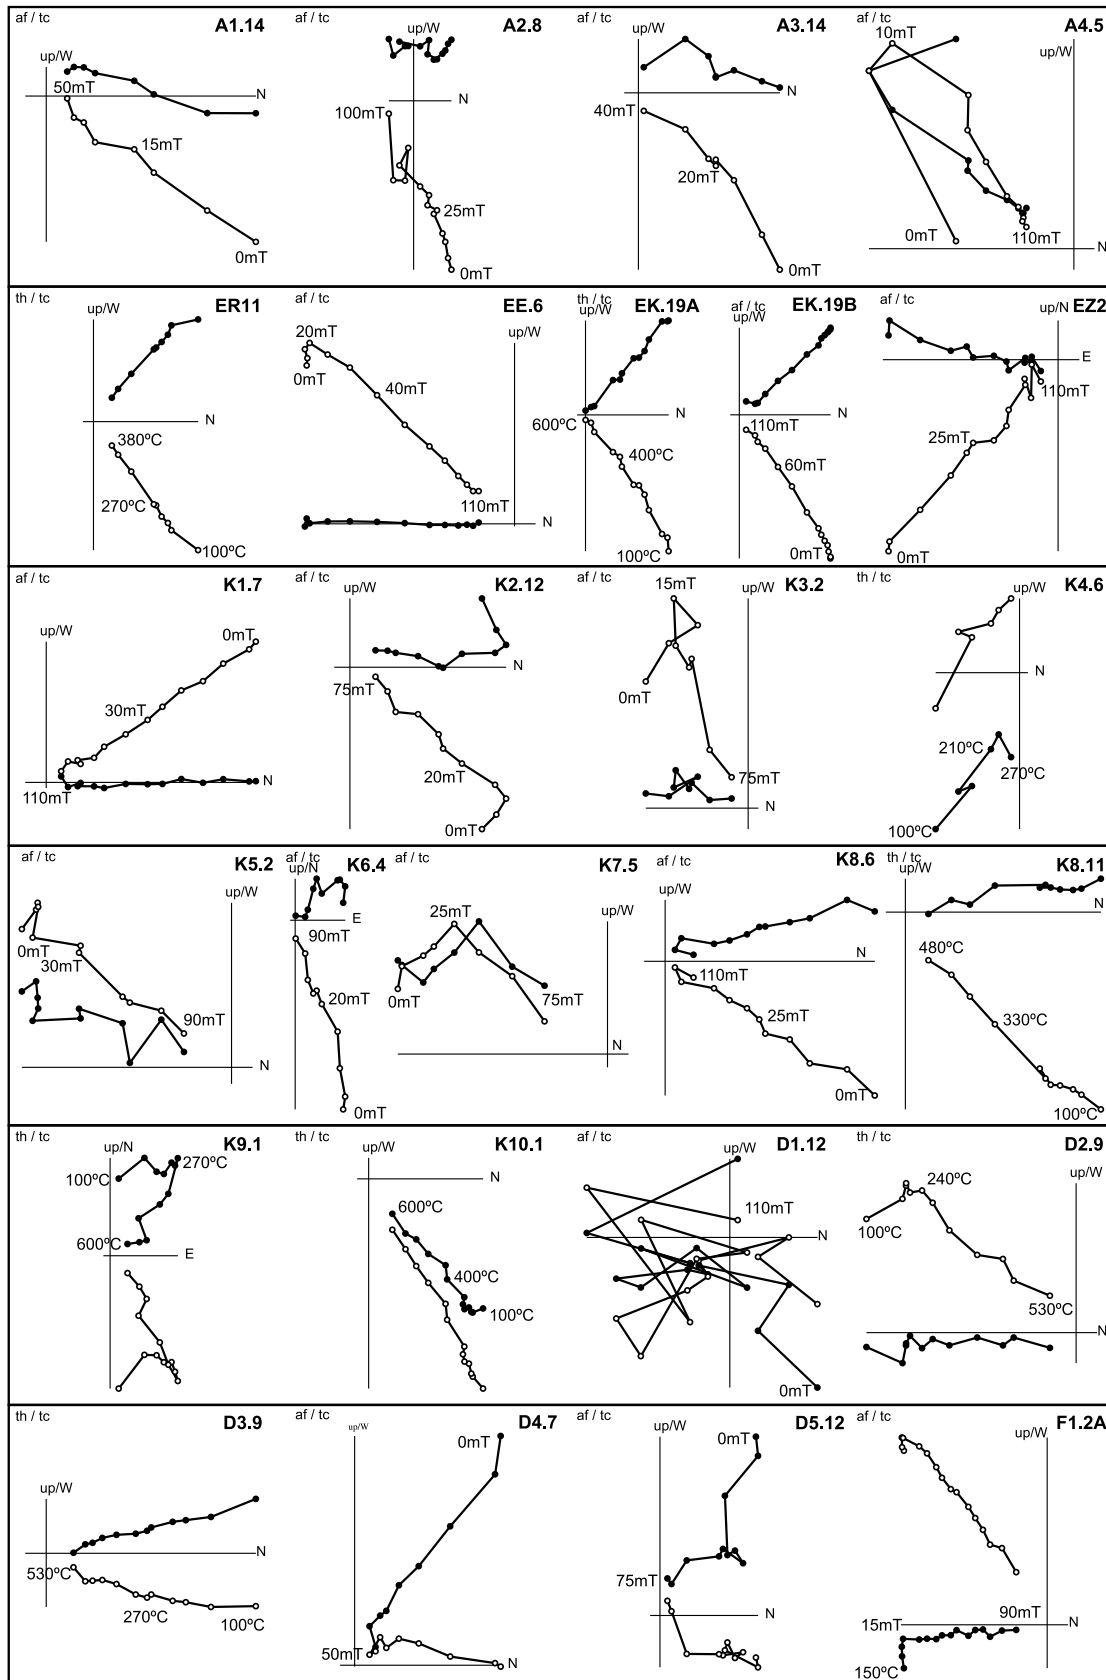 af / tc A1.14
up/W
50mT
N
15mT
0mT
af / tc A2.8
up/W
N
100mT
25mT
0mT
af / tc A3.14
up/W
N
40mT
20mT
0mT
af / tc A4.5
10mT
up/W
0mT
110mT
N
th / tc ER11
up/W
N
380ºC
270ºC
100ºC
af / tc EE.6
up/W
20mT
0mT
40mT
110mT
N
th / tc EK.19A
up/W
N
600ºC
400ºC
100ºC
af / tc EK.19B
up/W
N
110mT
60mT
0mT
af / tc EZ2
up/N
E
110mT
25mT
0mT
af / tc K1.7
up/W
0mT
30mT
N
110mT
af / tc K2.12
up/W
N
75mT
20mT
0mT
af / tc K3.2
15mT
up/W
0mT
75mT
N
th / tc K4.6
up/W
N
210ºC
270ºC
100ºC
af / tc K5.2
up/W
0mT
30mT
90mT
N
af / tc K6.4
up/N
E
90mT
20mT
0mT
af / tc K7.5
up/W
25mT
0mT
75mT
N
af / tc K8.6
up/W
N
110mT
25mT
0mT
th / tc K8.11
up/W
N
480ºC
330ºC
100ºC
th / tc K9.1
up/N
270ºC
100ºC
600ºC
E
th / tc K10.1
up/W
N
600ºC
400ºC
100ºC
af / tc D1.12
up/W
110mT
N
0mT
th / tc D2.9
up/W
240ºC
100ºC
530ºC
N
th / tc D3.9
up/W
N
530ºC
270ºC
100ºC
af / tc D4.7
up/W
0mT
50mT
N
af / tc D5.12
up/W
0mT
75mT
N
af / tc F1.2A
up/W
15mT
90mT
N
150ºC